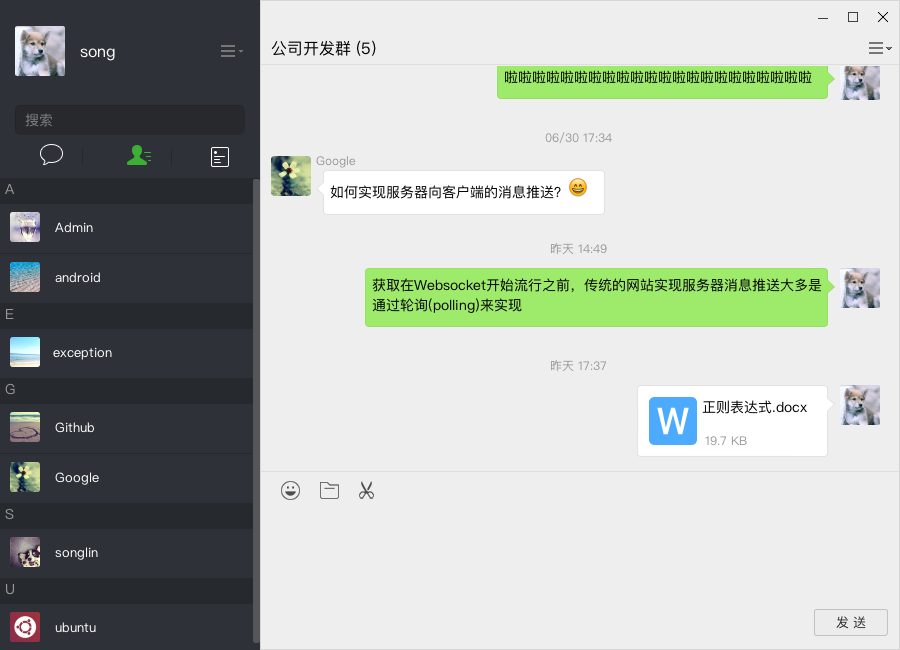 song
搜索
A
Admin
android
E
exception
G
Github
Google
S
songlin
U
ubuntu
公司开发群 (5)
啦啦啦啦啦啦啦啦啦啦啦啦啦啦啦啦啦啦啦啦啦啦
06/30 17:34
Google
如何实现服务器向客户端的消息推送?
昨天 14:49
获取在Websocket开始流行之前，传统的网站实现服务器消息推送大多是
通过轮询(polling)来实现
昨天 17:37
W
正则表达式.docx
19.7 KB
发 送